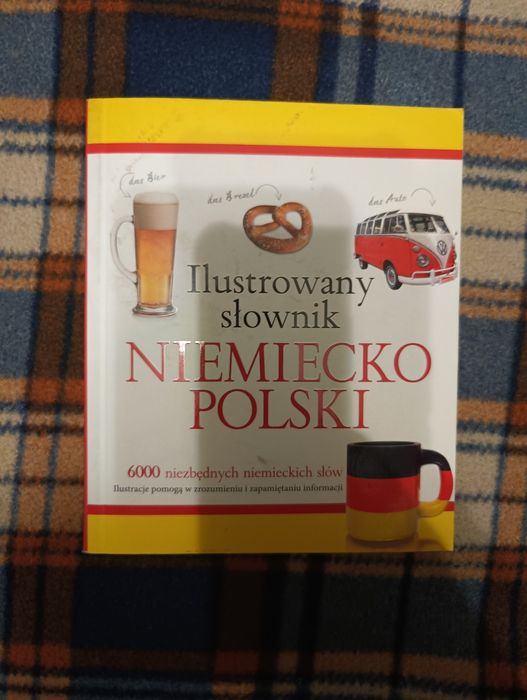 das Bier
das Brezel
das Auto
Ilustrowany
słownik
NIEMIECKO
POLSKI
6000 niezbędnych niemieckich słów
Ilustracje pomogą w zrozumieniu i zapamiętaniu informacji